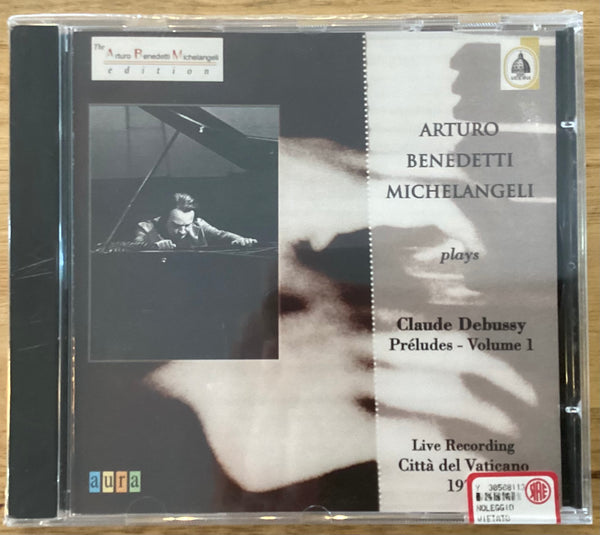 The Arturo Benedetti Michelangeli
edition
ARTURO
BENEDETTI
MICHELANGELI
plays
Claude Debussy
Préludes - Volume 1
Live Recording
Città del Vaticano
19
aura
NOLEGGIO
VIETATO